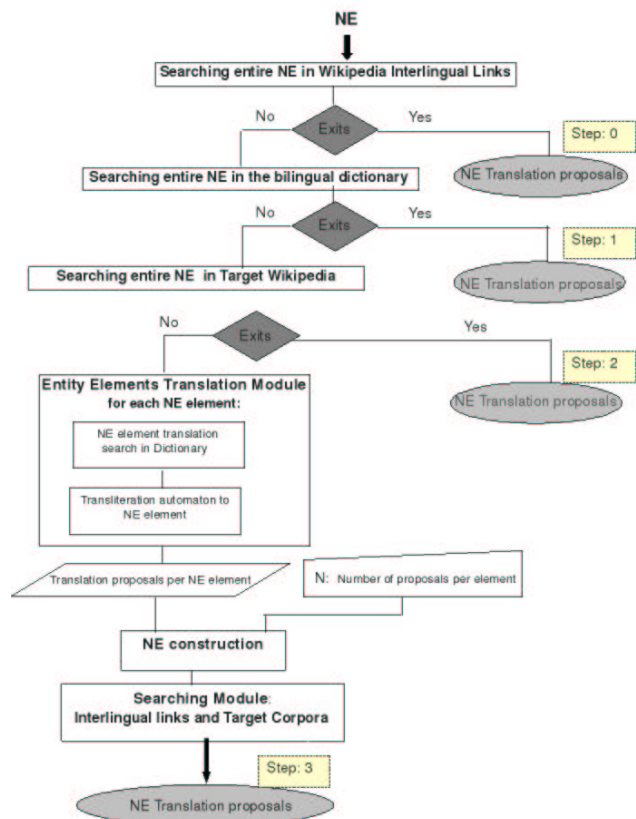 NE
Searching entire NE in Wikipedia Interlingual Links
No
Exits
Yes
Step: 0
NE Translation proposals
Searching entire NE in the bilingual dictionary
No
Exits
Yes
Step: 1
NE Translation proposals
Searching entire NE in Target Wikipedia
No
Exits
Yes
Step: 2
NE Translation proposals
Entity Elements Translation Module
for each NE element:
NE element translation
search in Dictionary
Transliteration automaton to
NE element
Translation proposals per NE element
N: Number of proposals per element
NE construction
Searching Module:
Interlingual links and Target Corpora
Step: 3
NE Translation proposals